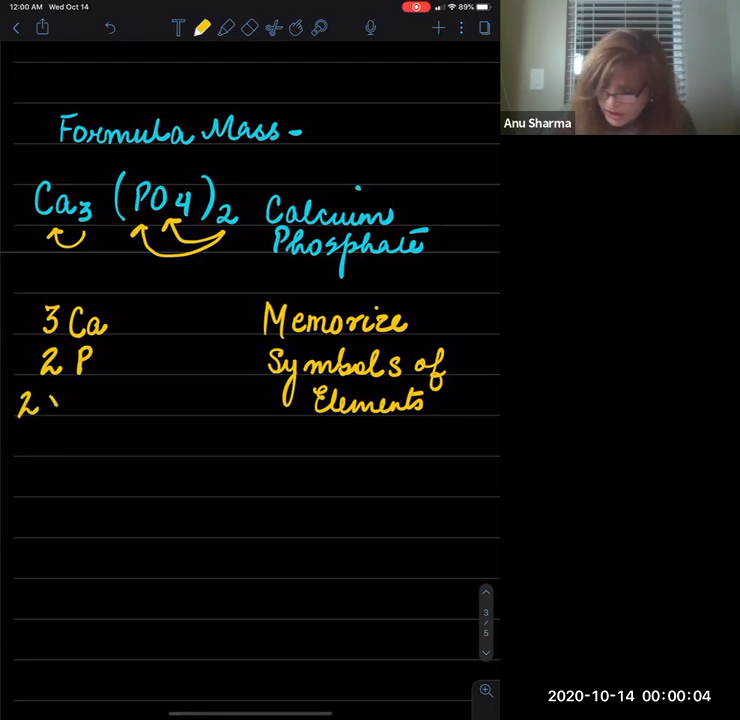 12:00 AM Wed Oct 14
89%
Anu Sharma
Formula Mass -
Ca3 (PO4)2 Calcium
Phosphate
3 Ca
Memorize
2 P
Symbols of
2
Elements
3
/
5
2020-10-14 00:00:04